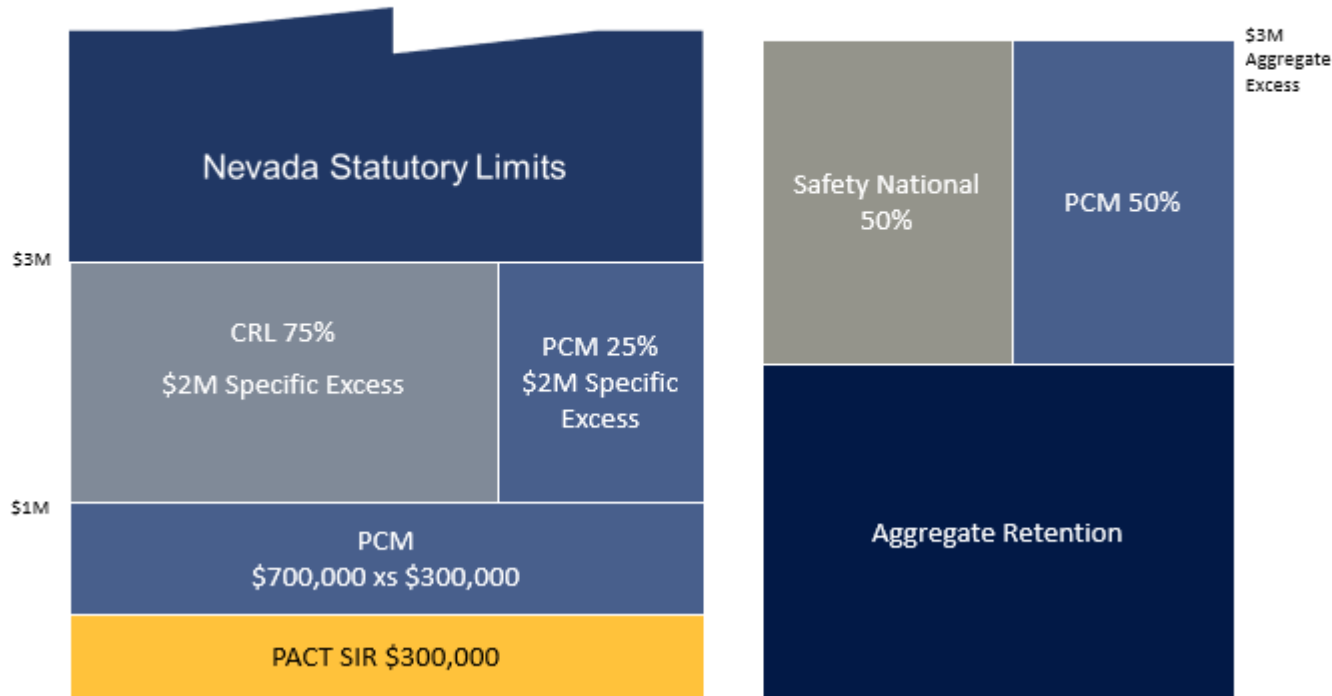 Nevada Statutory Limits
$3M
CRL 75%
$2M Specific Excess
PCM 25%
$2M Specific
Excess
$1M
PCM
$700,000 xs $300,000
PACT SIR $300,000
$3M
Aggregate
Excess
Safety National
50%
PCM 50%
Aggregate Retention